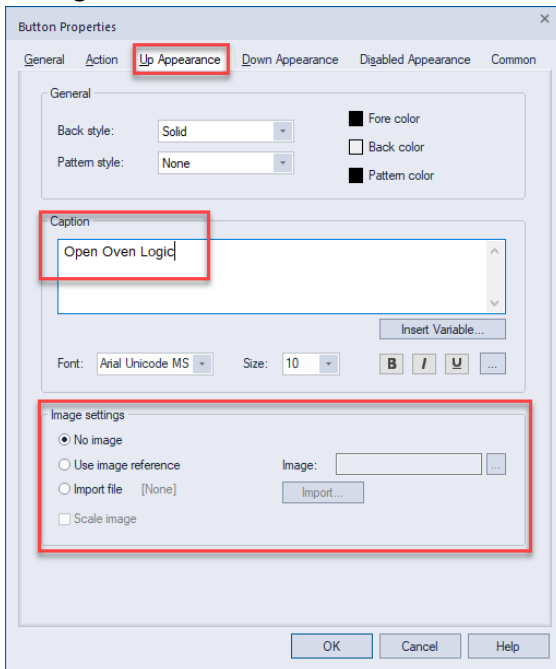 Button Properties
General Action Up Appearance Down Appearance Disabled Appearance Common
General
Back style: Solid
Fore color
Back color
Pattern style: None
Pattern color
Caption
Open Oven Logic
Insert Variable...
Font: Arial Unicode MS Size: 10 B I U ...
Image settings
No image
Use image reference Image: ...
Import file [None] Import...
Scale image
OK Cancel Help